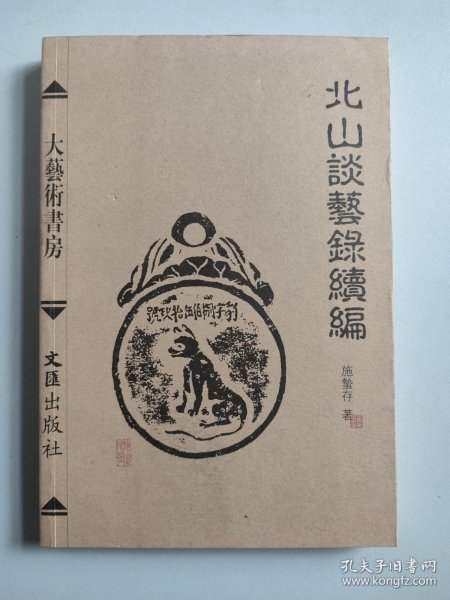 北山談藝錄續編
施蟄存 著
大藝術書房
文匯出版社
孔夫子旧书网
www.kongfz.com